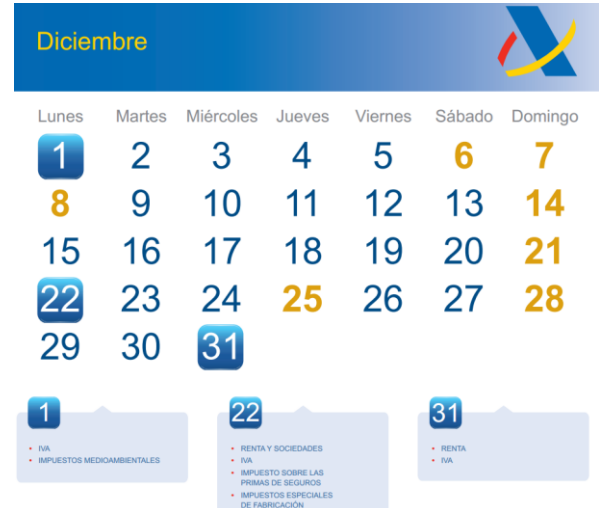 Diciembre
Lunes Martes Miércoles Jueves Viernes Sábado Domingo
1 2 3 4 5 6 7
8 9 10 11 12 13 14
15 16 17 18 19 20 21
22 23 24 25 26 27 28
29 30 31
1
• IVA
• IMPUESTOS MEDIOAMBIENTALES
22
• RENTA Y SOCIEDADES
• IVA
• IMPUESTO SOBRE LAS
PRIMAS DE SEGUROS
• IMPUESTOS ESPECIALES
DE FABRICACIÓN
31
• RENTA
• IVA